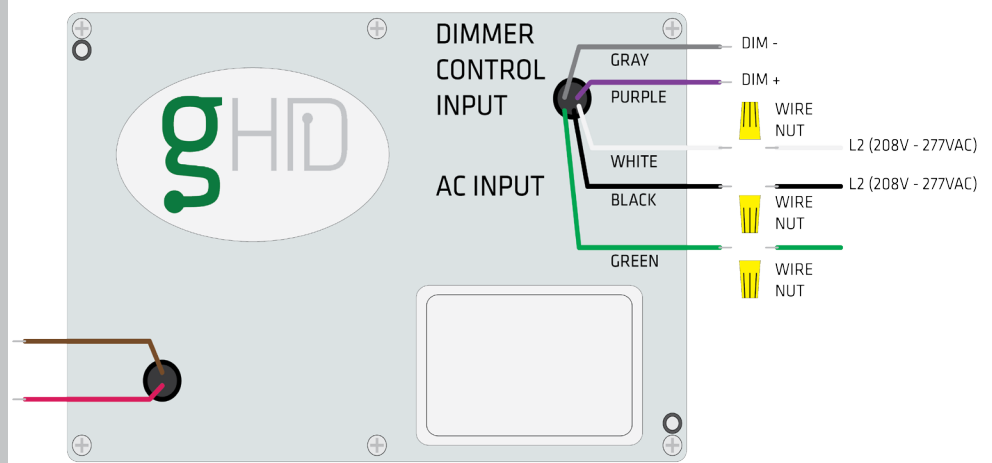 DIMMER
CONTROL
INPUT
gHID
AC INPUT
GRAY
DIM -
PURPLE
DIM +
WIRE
NUT
WHITE
L2 (208V - 277VAC)
BLACK
L2 (208V - 277VAC)
WIRE
NUT
GREEN
WIRE
NUT